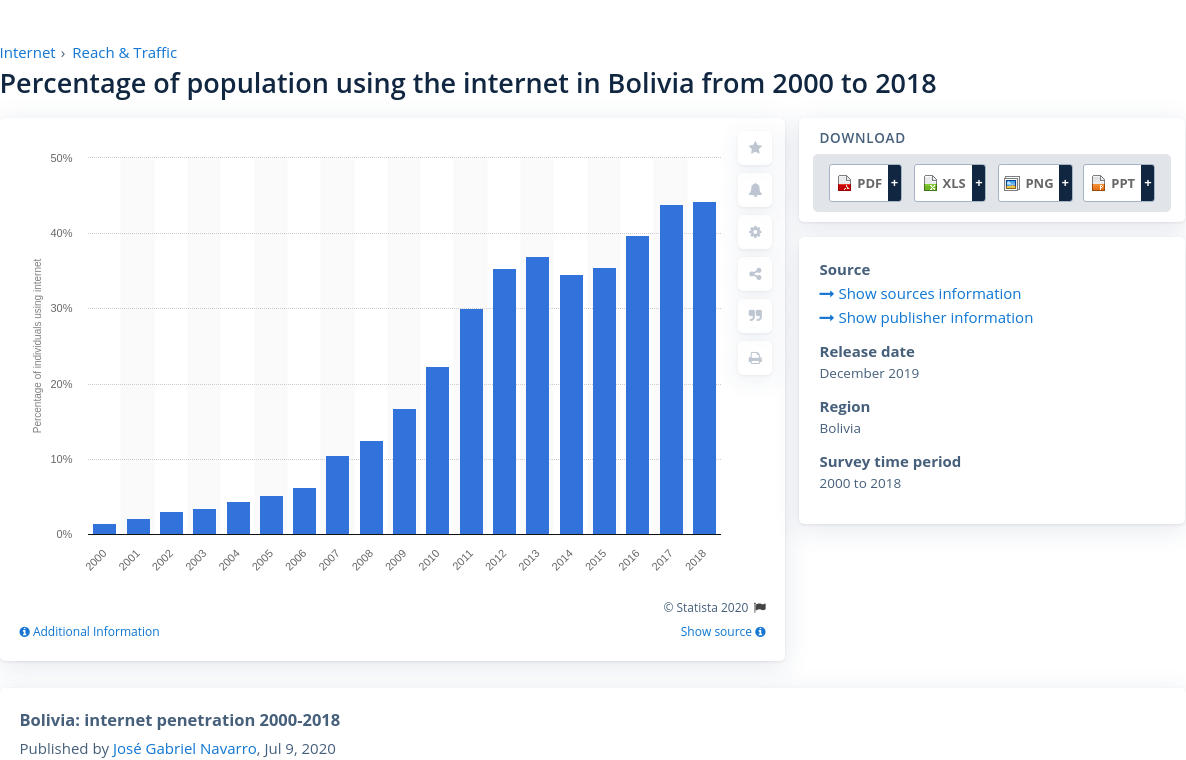 Internet › Reach & Traffic
Percentage of population using the internet in Bolivia from 2000 to 2018
Percentage of individuals using internet
50%
40%
30%
20%
10%
0%
2000 2001 2002 2003 2004 2005 2006 2007 2008 2009 2010 2011 2012 2013 2014 2015 2016 2017 2018
© Statista 2020
Additional Information
Show source
DOWNLOAD
PDF + XLS + PNG + PPT +
Source
Show sources information
Show publisher information
Release date
December 2019
Region
Bolivia
Survey time period
2000 to 2018
Bolivia: internet penetration 2000-2018
Published by José Gabriel Navarro, Jul 9, 2020